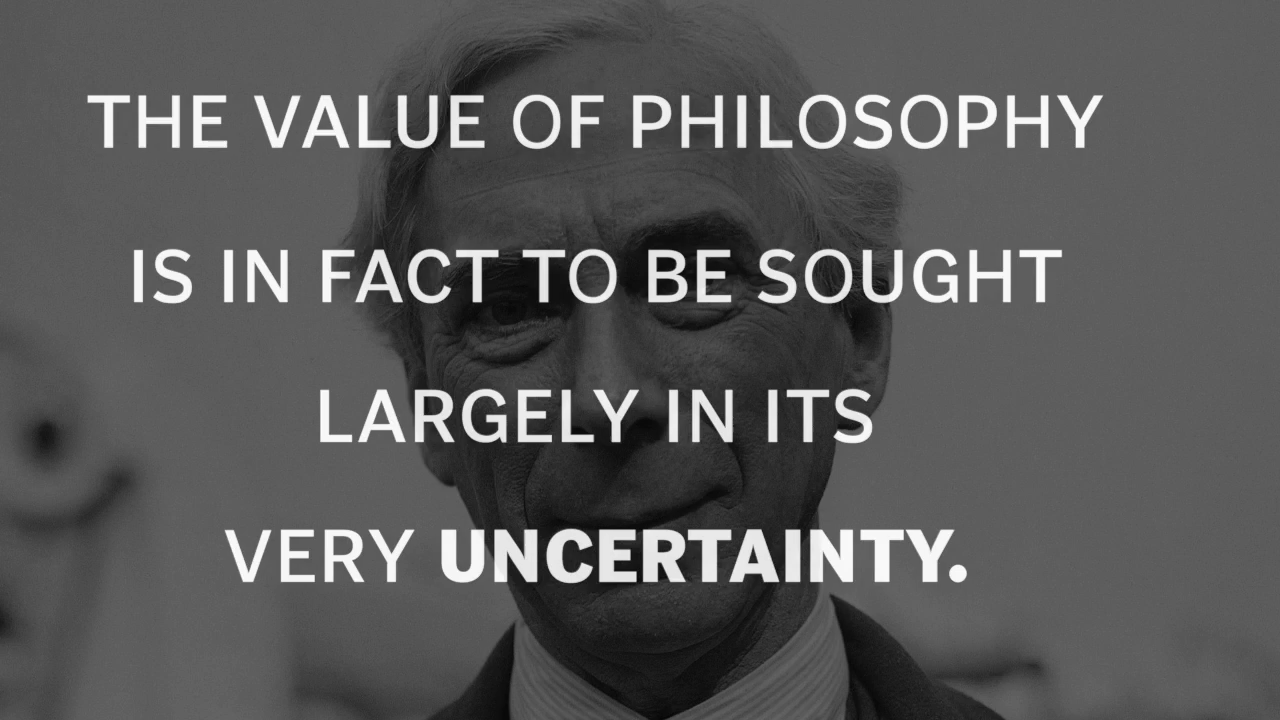 THE VALUE OF PHILOSOPHY
IS IN FACT TO BE SOUGHT
LARGELY IN ITS
VERY UNCERTAINTY.